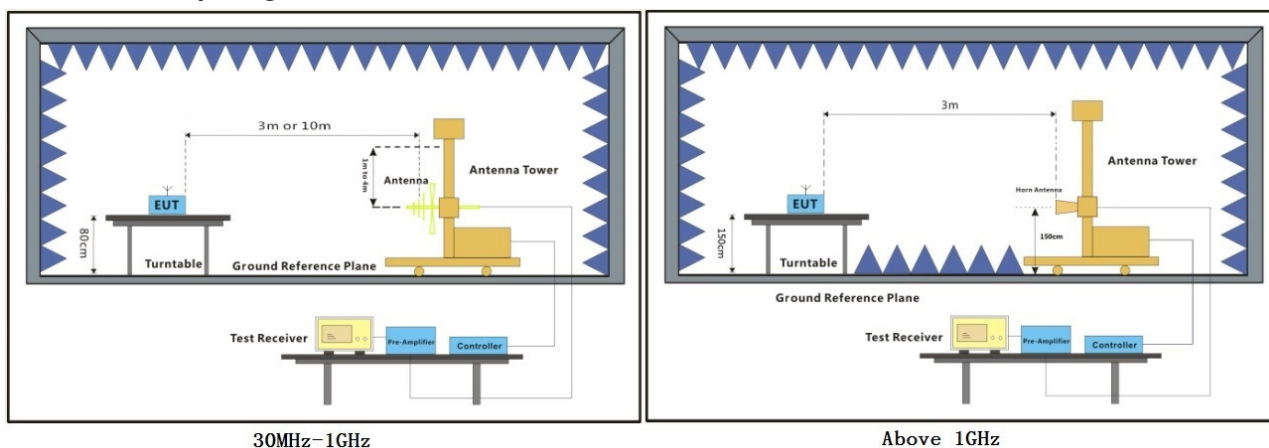 3m or 10m
1m to 4m
Antenna
Antenna Tower
EUT
80cm
Turntable
Ground Reference Plane
Test Receiver
Pre-Amplifier
Controller
30MHz-1GHz
3m
Antenna Tower
Horn Antenna
EUT
150cm
150cm
Turntable
Ground Reference Plane
Test Receiver
Pre-Amplifier
Controller
Above 1GHz